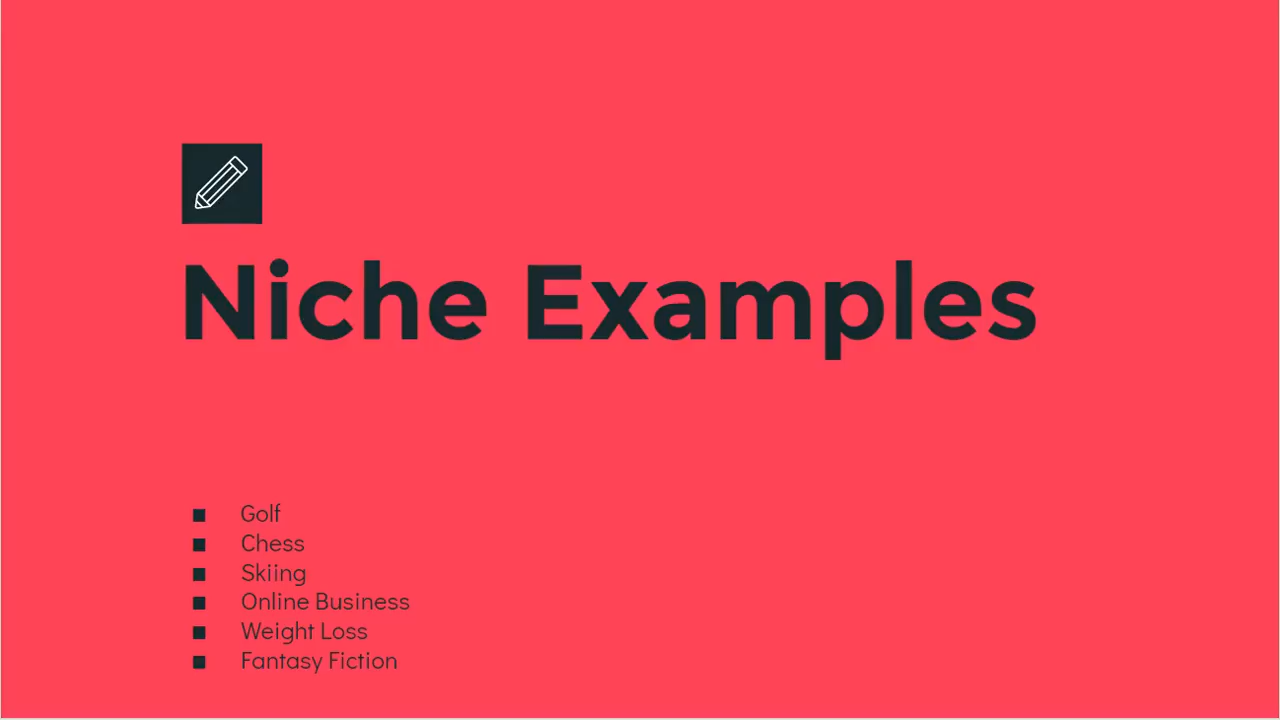 Niche Examples
■ Golf
■ Chess
■ Skiing
■ Online Business
■ Weight Loss
■ Fantasy Fiction